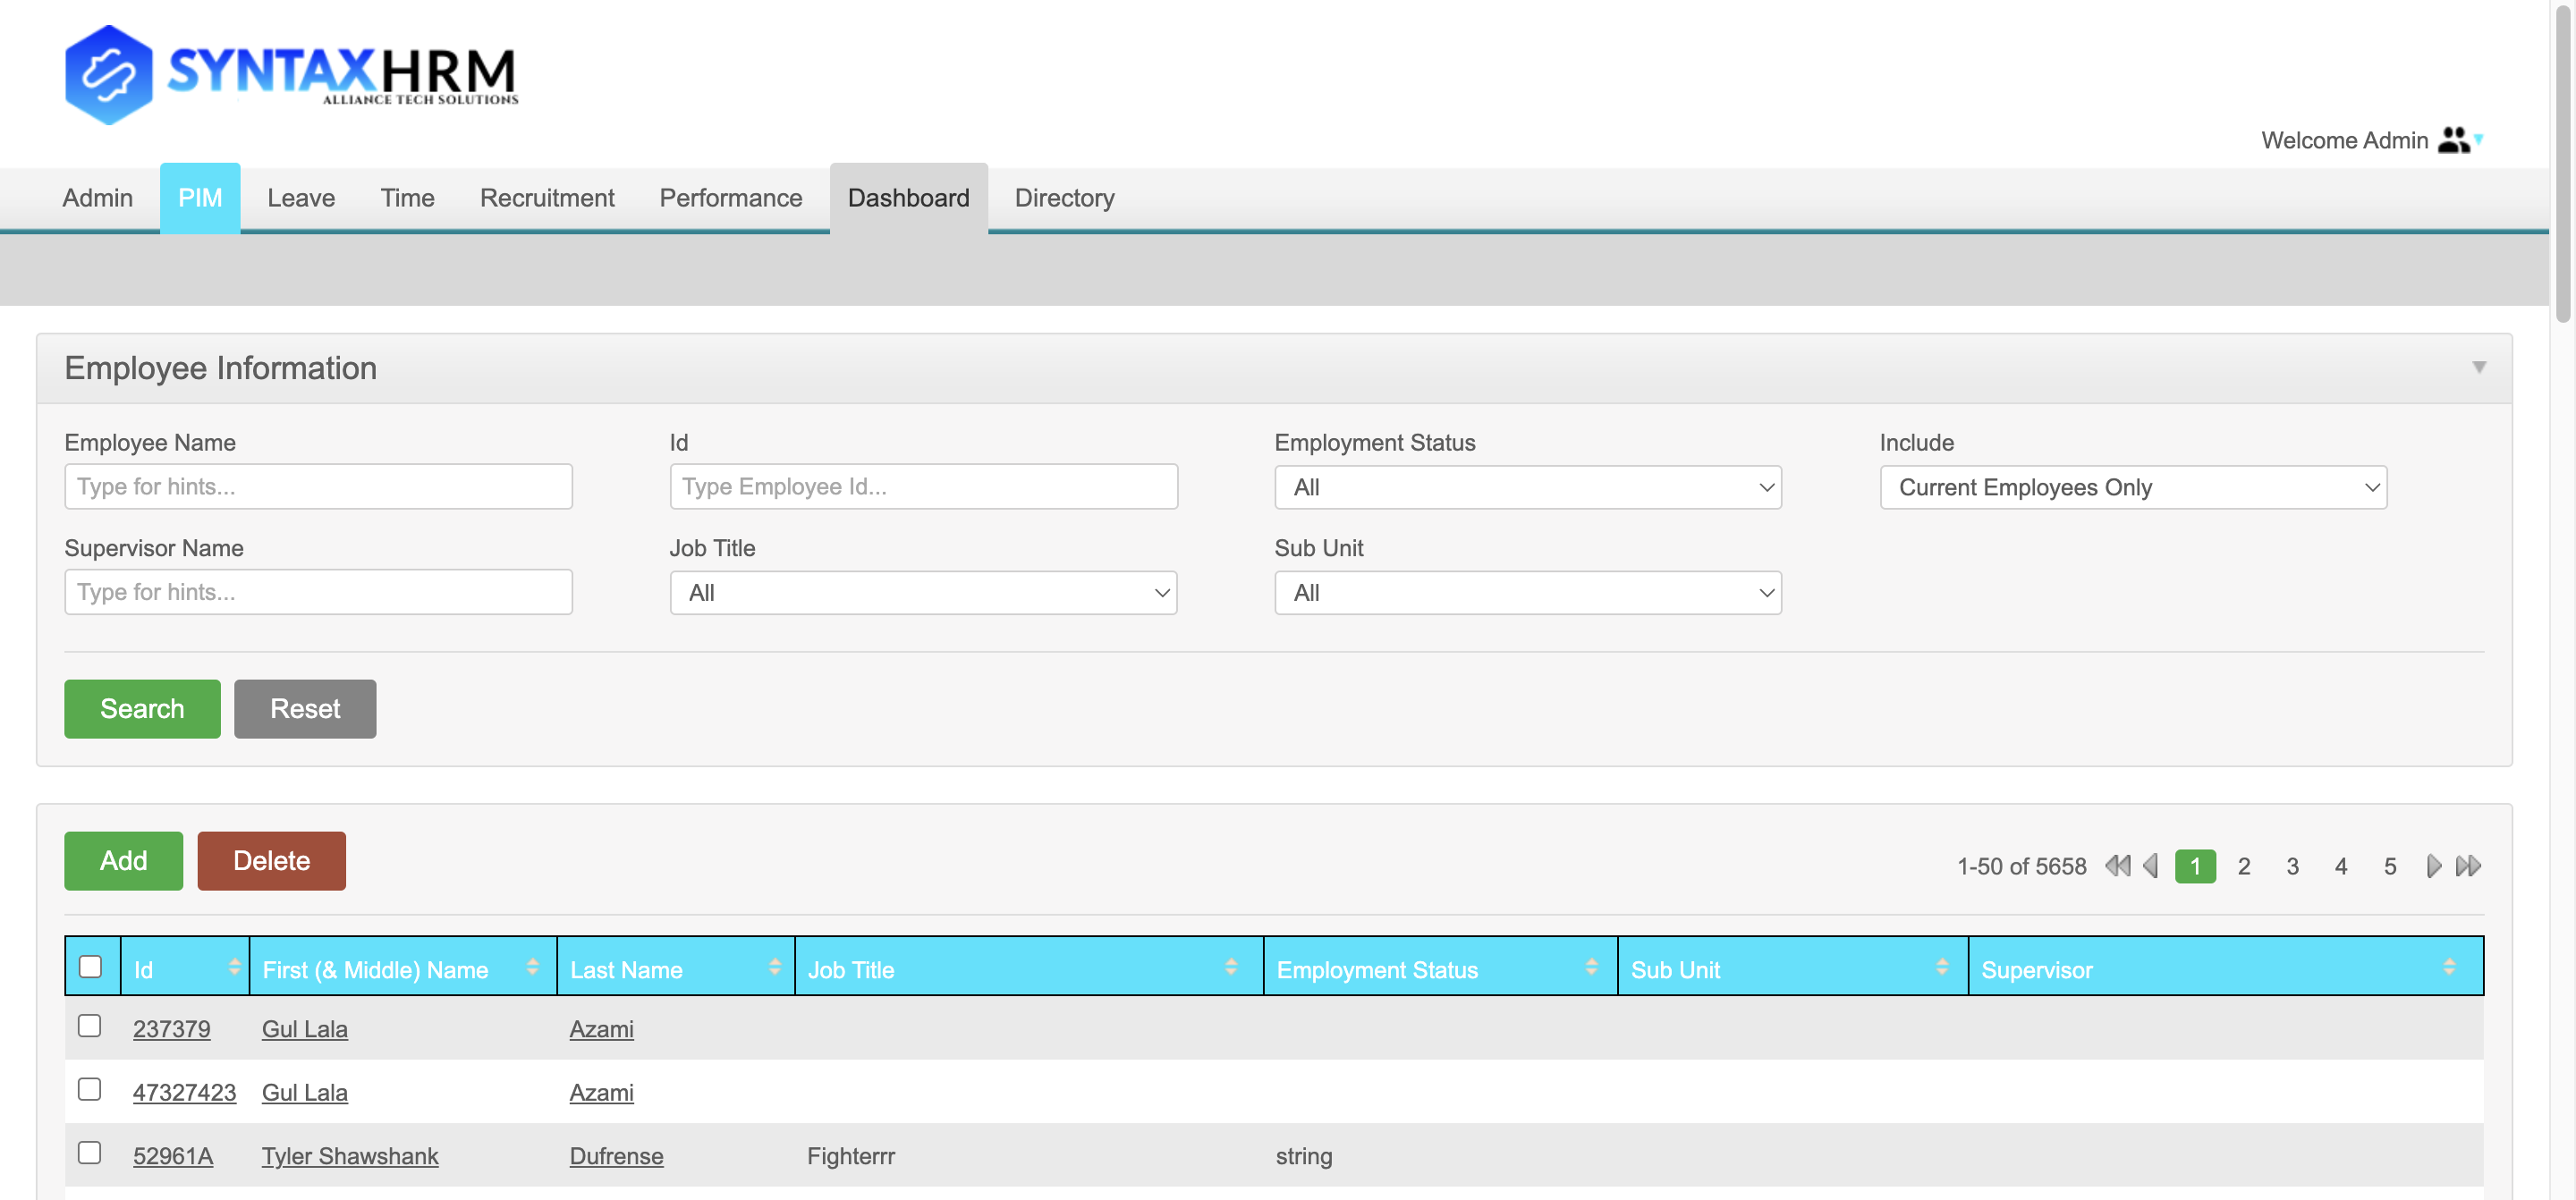 SYNTAXHRM
ALLIANCE TECH SOLUTIONS
Welcome Admin
Admin PIM Leave Time Recruitment Performance Dashboard Directory
Employee Information
Employee Name Id Employment Status Include
Type for hints... Type Employee Id... All Current Employees Only
Supervisor Name Job Title Sub Unit
Type for hints... All All
Search Reset
Add Delete 1-50 of 5658 1 2 3 4 5
Id First (& Middle) Name Last Name Job Title Employment Status Sub Unit Supervisor
237379 Gul Lala Azami
47327423 Gul Lala Azami
52961A Tyler Shawshank Dufrense Fighterrr string